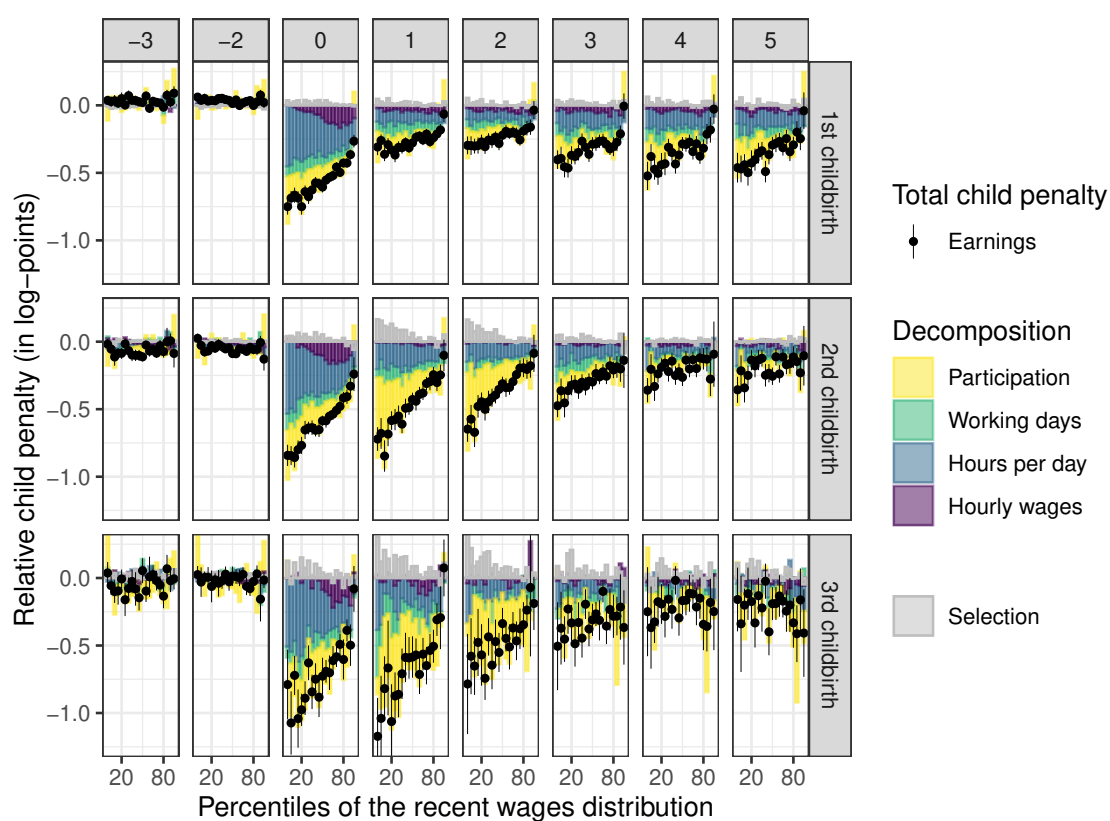 −3 −2 0 1 2 3 4 5
0.0
−0.5
−1.0
1st childbirth
0.0
−0.5
−1.0
2nd childbirth
0.0
−0.5
−1.0
3rd childbirth
20 80 20 80 20 80 20 80 20 80 20 80 20 80 20 80
Percentiles of the recent wages distribution
Relative child penalty (in log−points)
Total child penalty
Earnings
Decomposition
Participation
Working days
Hours per day
Hourly wages
Selection